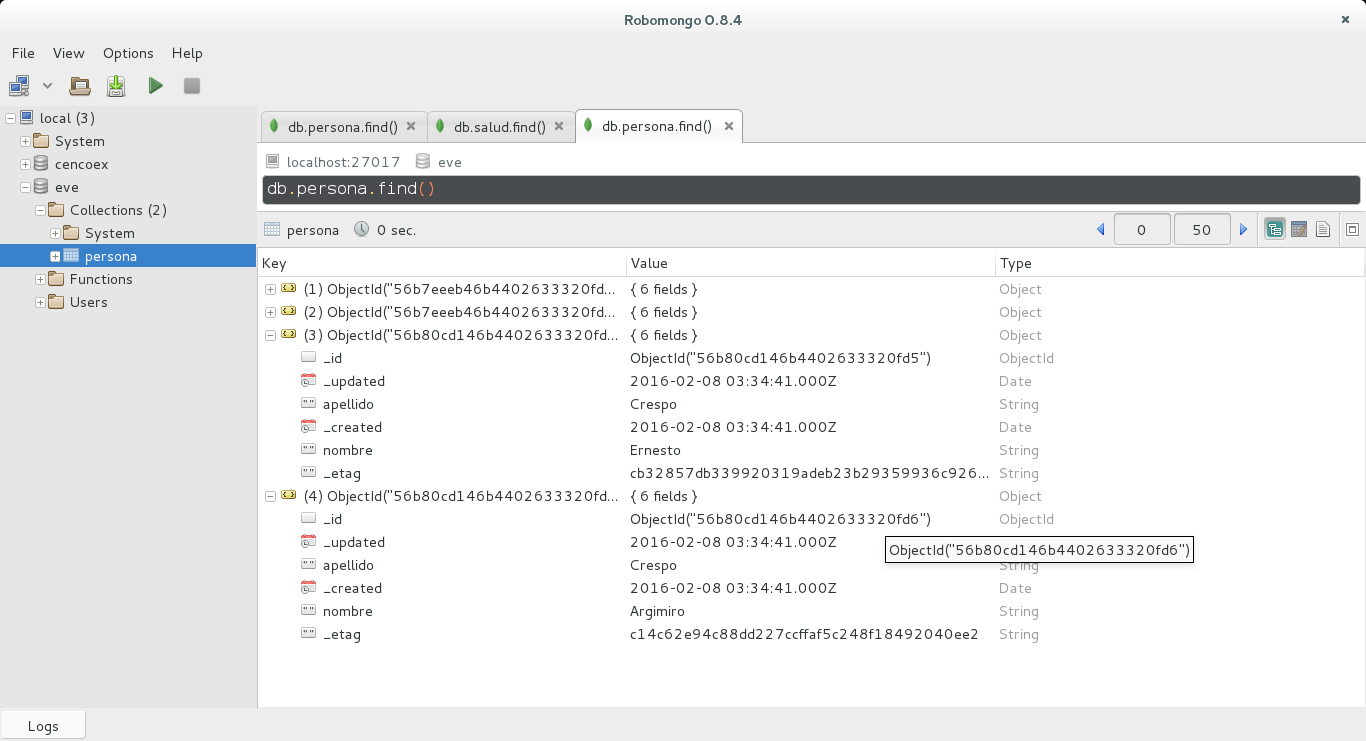 Robomongo 0.8.4
File View Options Help
local (3)
System
cencoex
eve
Collections (2)
System
persona
Functions
Users
db.persona.find() db.salud.find() db.persona.find()
localhost:27017 eve
db.persona.find()
persona 0 sec. 0 50
Key Value Type
(1) ObjectId("56b7eeeb46b4402633320fd... { 6 fields } Object
(2) ObjectId("56b7eeeb46b4402633320fd... { 6 fields } Object
(3) ObjectId("56b80cd146b4402633320fd... { 6 fields } Object
_id ObjectId("56b80cd146b4402633320fd5") ObjectId
_updated 2016-02-08 03:34:41.000Z Date
apellido Crespo String
_created 2016-02-08 03:34:41.000Z Date
nombre Ernesto String
_etag cb32857db339920319adeb23b29359936c926... String
(4) ObjectId("56b80cd146b4402633320fd... { 6 fields } Object
_id ObjectId("56b80cd146b4402633320fd6") ObjectId
_updated 2016-02-08 03:34:41.000Z
ObjectId("56b80cd146b4402633320fd6")
apellido Crespo String
_created 2016-02-08 03:34:41.000Z Date
nombre Argimiro String
_etag c14c62e94c88dd227ccffaf5c248f18492040ee2 String
Logs